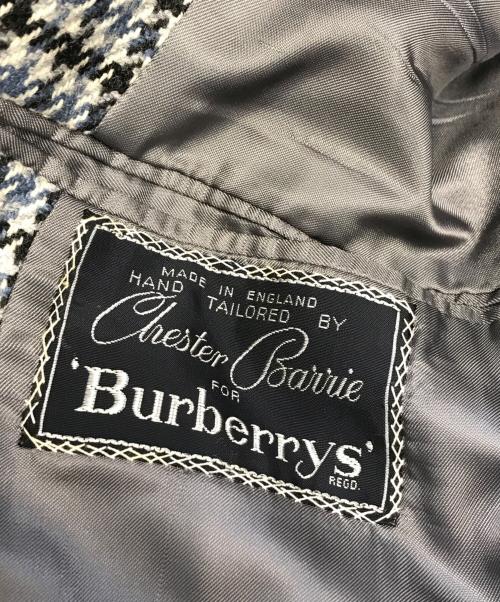 MADE IN ENGLAND
HAND TAILORED BY
Chester Barrie
FOR
'Burberrys'
REGD.